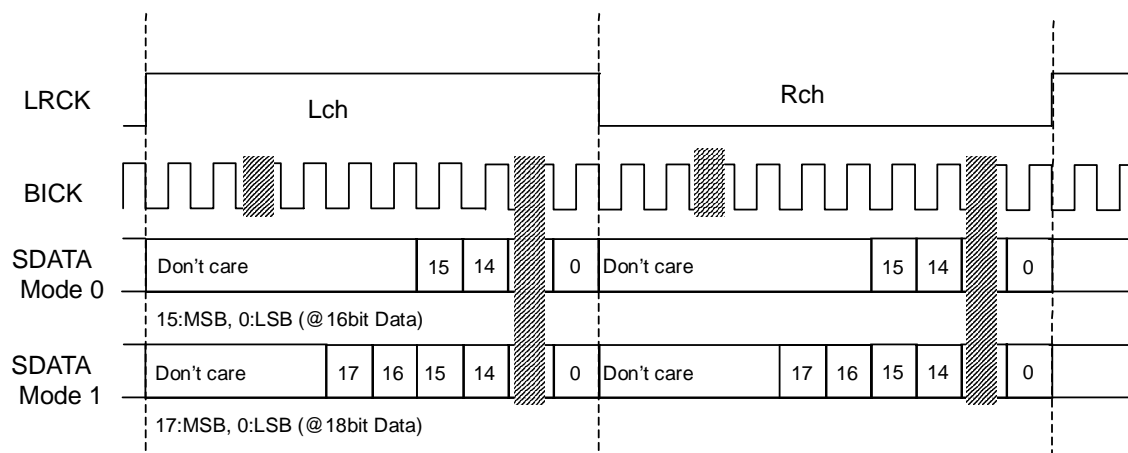 LRCK
Lch
Rch
BICK
SDATA
Mode 0
Don't care 15 14 0 Don't care 15 14 0
15:MSB, 0:LSB (@16bit Data)
SDATA
Mode 1
Don't care 17 16 15 14 0 Don't care 17 16 15 14 0
17:MSB, 0:LSB (@18bit Data)